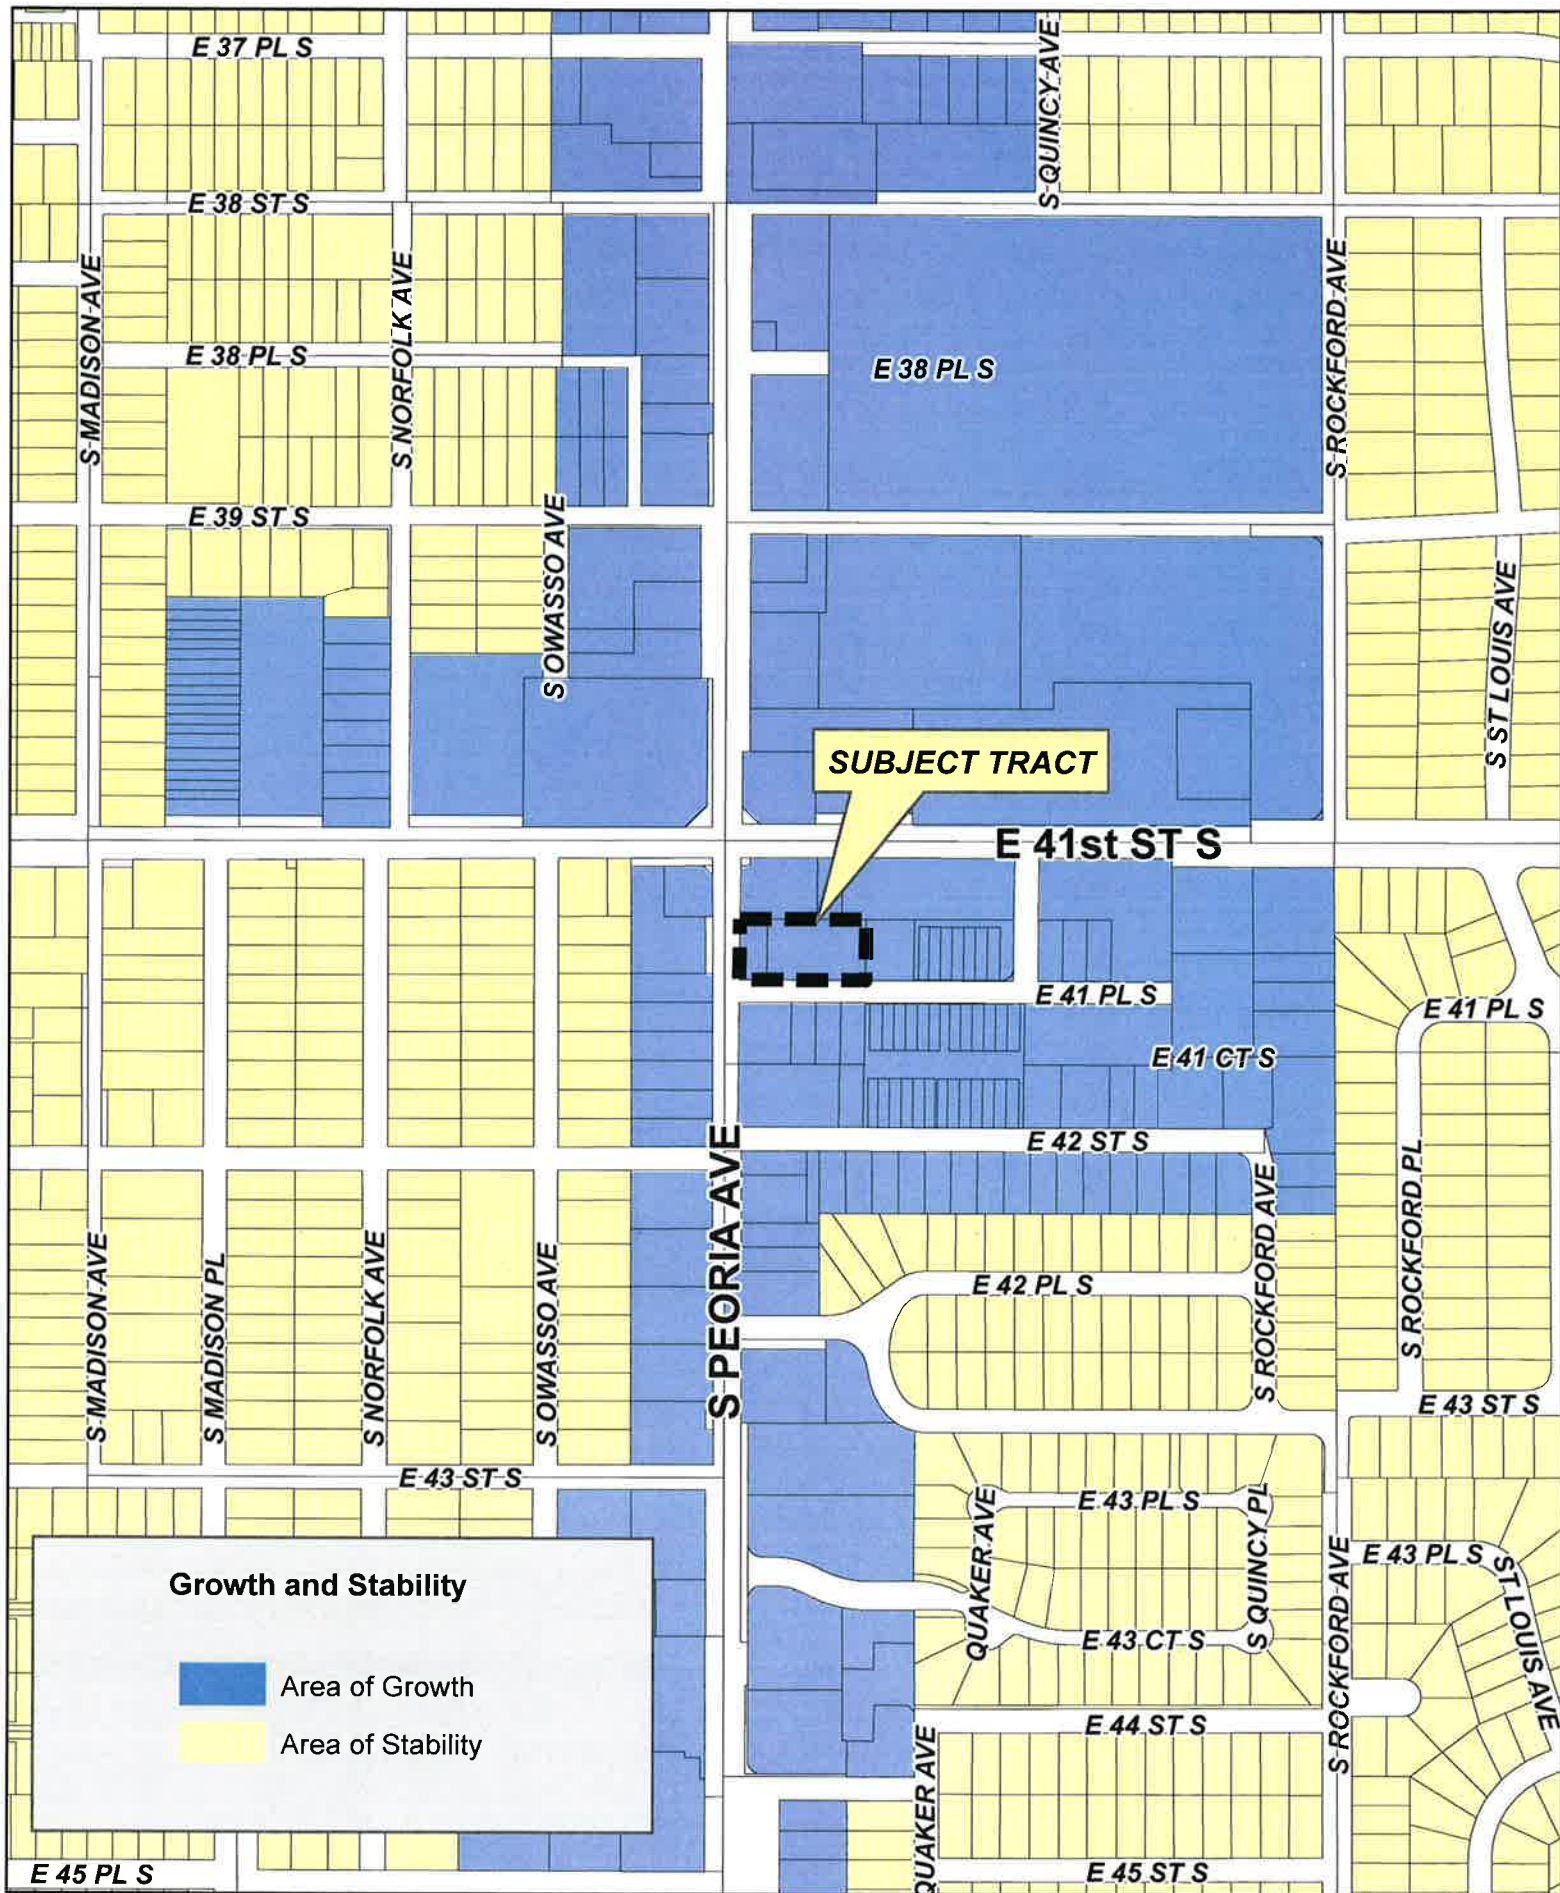 E 37 PL S
S QUINCY AVE
E 38 ST S
S MADISON AVE
S NORFOLK AVE
S ROCKFORD AVE
E 38 PL S
E 38 PL S
E 39 ST S
S OWASSO AVE
S ST LOUIS AVE
SUBJECT TRACT
E 41st ST S
E 41 PL S
E 41 PL S
E 41 CT S
E 42 ST S
S PEORIA AVE
S MADISON AVE
S MADISON PL
S NORFOLK AVE
S OWASSO AVE
S ROCKFORD AVE
S ROCKFORD PL
E 42 PL S
E 43 ST S
E 43 ST S
QUAKER AVE
E 43 PL S
S QUINCY PL
S ROCKFORD AVE
E 43 PL S
ST LOUIS AVE
Growth and Stability
E 43 CT S
Area of Growth
E 44 ST S
Area of Stability
QUAKER AVE
E 45 PL S
E 45 ST S